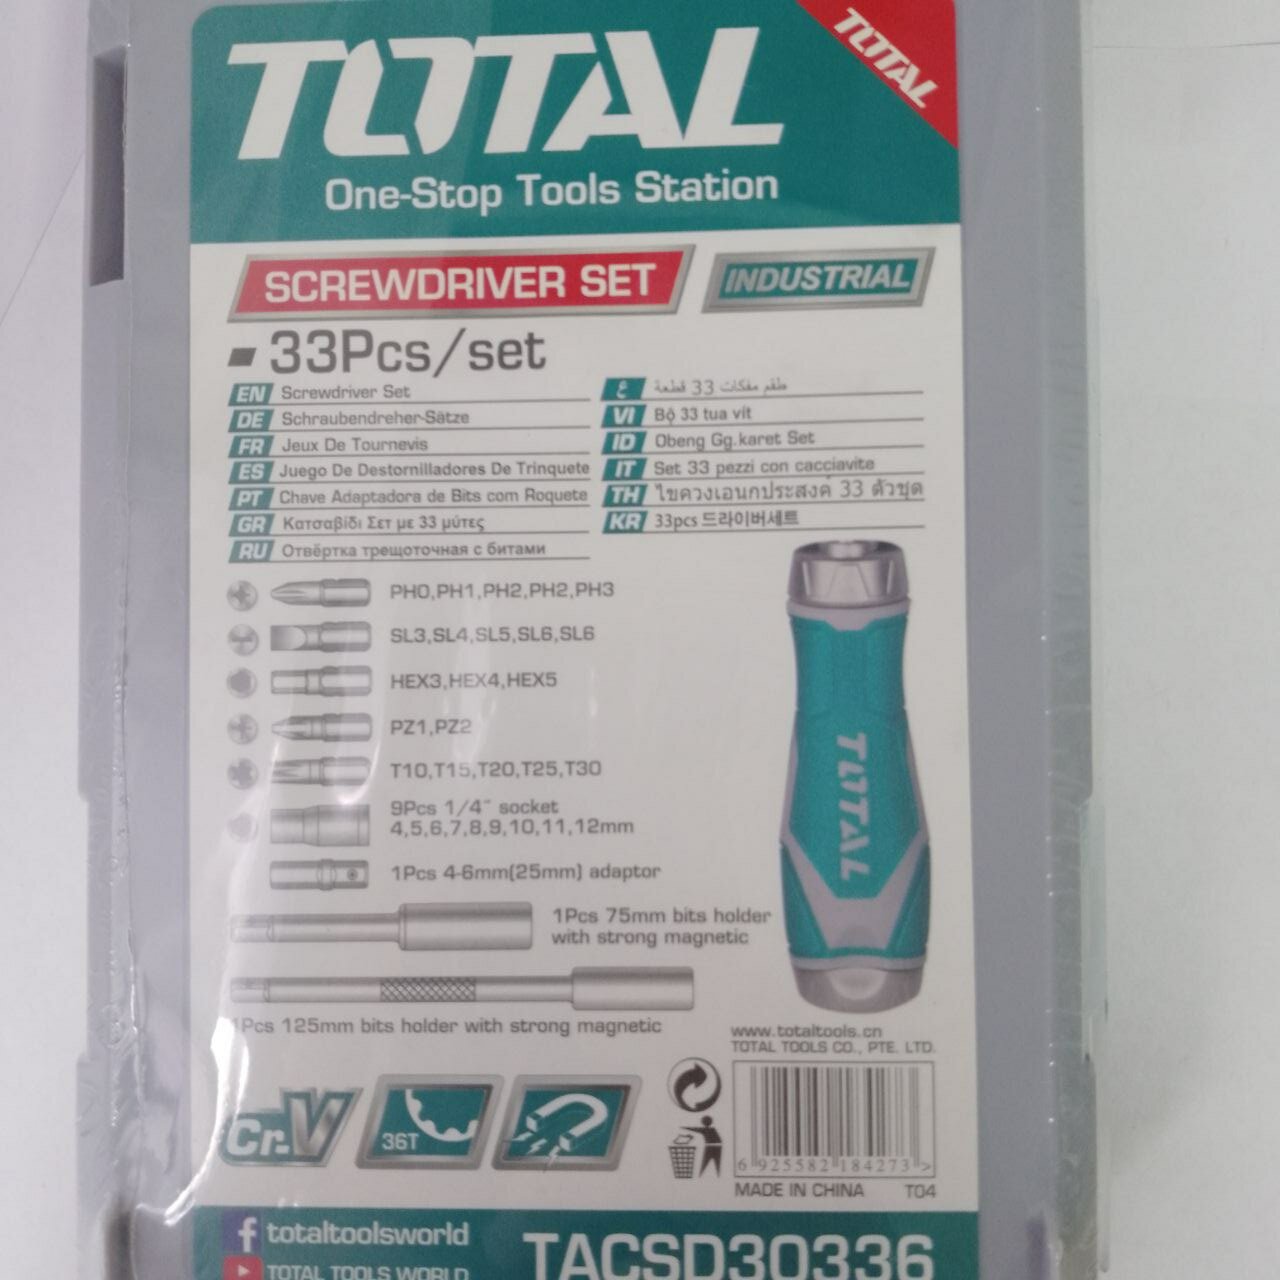 TOTAL
TOTAL
One-Stop Tools Station
SCREWDRIVER SET
INDUSTRIAL
33Pcs/set
EN Screwdriver Set
DE Schraubendreher-Sätze
FR Jeux De Tournevis
ES Juego De Destornilladores De Trinquete
PT Chave Adaptadora de Bits com Roquete
GR Κατσαβίδι Σετ με 33 μύτες
RU Отвёртка трещоточная с битами
ع طقم مفكات 33 قطعة
VI Bộ 33 tua vít
ID Obeng Gg.karet Set
IT Set 33 pezzi con cacciavite
TH ไขควงเอนกประสงค์ 33 ตัวชุด
KR 33pcs 드라이버세트
PH0,PH1,PH2,PH2,PH3
SL3,SL4,SL5,SL6,SL6
HEX3,HEX4,HEX5
PZ1,PZ2
T10,T15,T20,T25,T30
9Pcs 1/4" socket
4,5,6,7,8,9,10,11,12mm
1Pcs 4-6mm(25mm) adaptor
1Pcs 75mm bits holder
with strong magnetic
1Pcs 125mm bits holder with strong magnetic
TOTAL
www.totaltools.cn
TOTAL TOOLS CO., PTE. LTD.
Cr-V
36T
6 925582 184273 >
MADE IN CHINA T04
totaltoolsworld
TOTAL TOOLS WORLD
TACSD30336